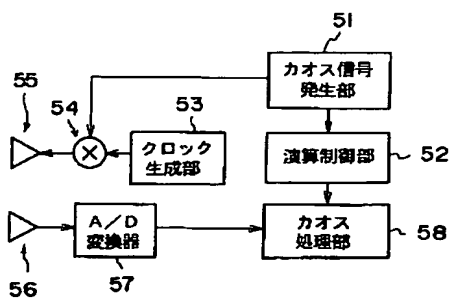 51
カオス信号
発生部
55
54
53
クロック
生成部
演算制御部
52
A/D
変換器
カオス
処理部
58
56
57